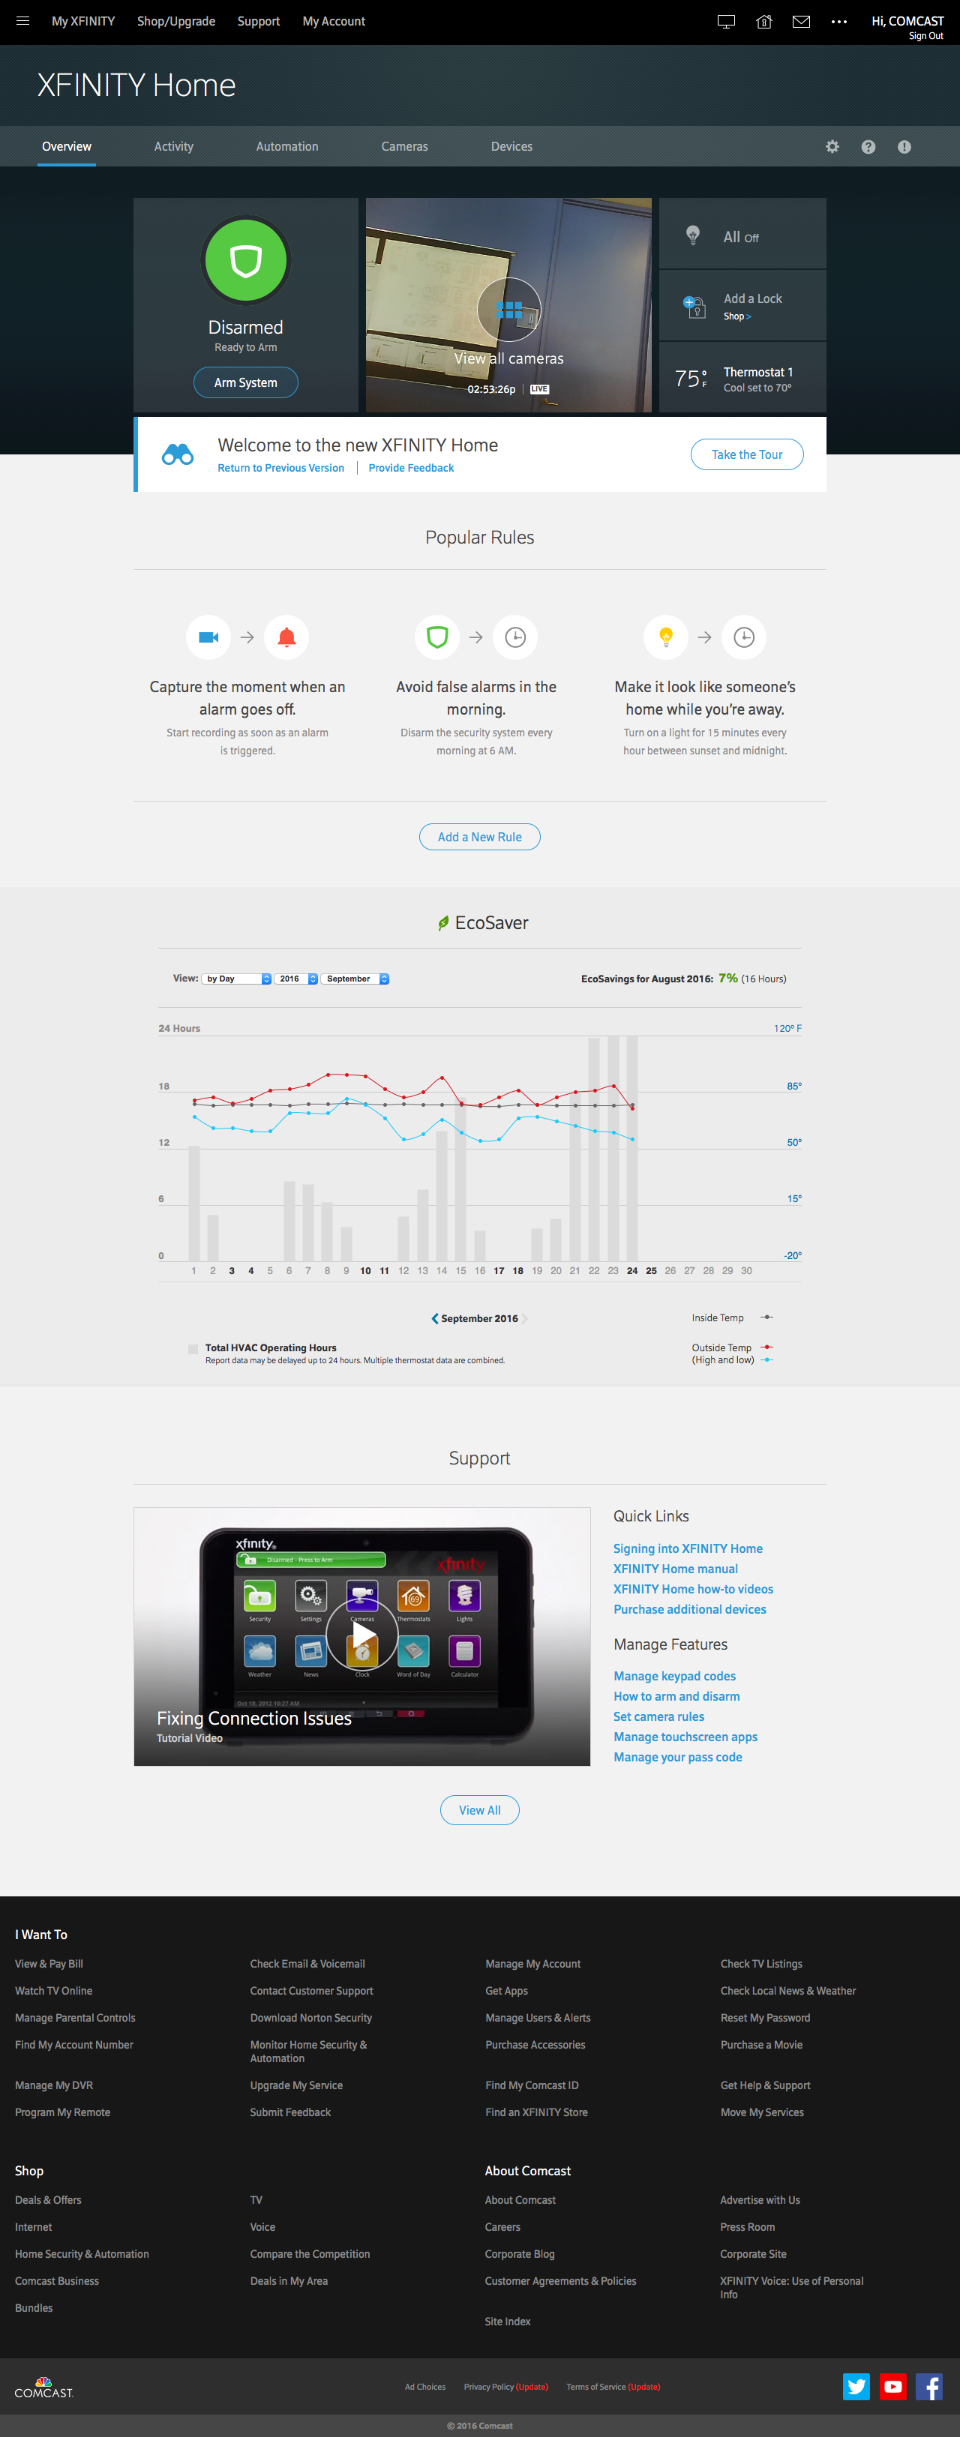 My XFINITY Shop/Upgrade Support My Account Hi, COMCAST
Sign Out
XFINITY Home
Overview Activity Automation Cameras Devices
Disarmed
Ready to Arm
Arm System
View all cameras
02:53:26p | LIVE
All Off
Add a Lock
Shop >
75° F
Thermostat 1
Cool set to 70°
Welcome to the new XFINITY Home
Return to Previous Version | Provide Feedback
Take the Tour
Popular Rules
Capture the moment when an
alarm goes off.
Start recording as soon as an alarm
is triggered.
Avoid false alarms in the
morning.
Disarm the security system every
morning at 6 AM.
Make it look like someone's
home while you're away.
Turn on a light for 15 minutes every
hour between sunset and midnight.
Add a New Rule
EcoSaver
View: by Day 2016 September
EcoSavings for August 2016: 7% (16 Hours)
24 Hours 120° F
18 85°
12 50°
6 15°
0 -20°
1 2 3 4 5 6 7 8 9 10 11 12 13 14 15 16 17 18 19 20 21 22 23 24 25 26 27 28 29 30
September 2016
Inside Temp
Total HVAC Operating Hours
Report data may be delayed up to 24 hours. Multiple thermostat data are combined.
Outside Temp
(High and low)
Support
xfinity
Disarmed - Press to Arm
xfinity
Security Settings Cameras Thermostats Lights
69
Weather News Clock Word of Day Calculator
Oct 18, 2012 10:27 AM
Fixing Connection Issues
Tutorial Video
Quick Links
Signing into XFINITY Home
XFINITY Home manual
XFINITY Home how-to videos
Purchase additional devices
Manage Features
Manage keypad codes
How to arm and disarm
Set camera rules
Manage touchscreen apps
Manage your pass code
View All
I Want To
View & Pay Bill Check Email & Voicemail Manage My Account Check TV Listings
Watch TV Online Contact Customer Support Get Apps Check Local News & Weather
Manage Parental Controls Download Norton Security Manage Users & Alerts Reset My Password
Find My Account Number Monitor Home Security & Purchase Accessories Purchase a Movie
Automation
Manage My DVR Upgrade My Service Find My Comcast ID Get Help & Support
Program My Remote Submit Feedback Find an XFINITY Store Move My Services
Shop About Comcast
Deals & Offers TV About Comcast Advertise with Us
Internet Voice Careers Press Room
Home Security & Automation Compare the Competition Corporate Blog Corporate Site
Comcast Business Deals in My Area Customer Agreements & Policies XFINITY Voice: Use of Personal
Info
Bundles
Site Index
COMCAST
Ad Choices Privacy Policy (Update) Terms of Service (Update)
© 2016 Comcast